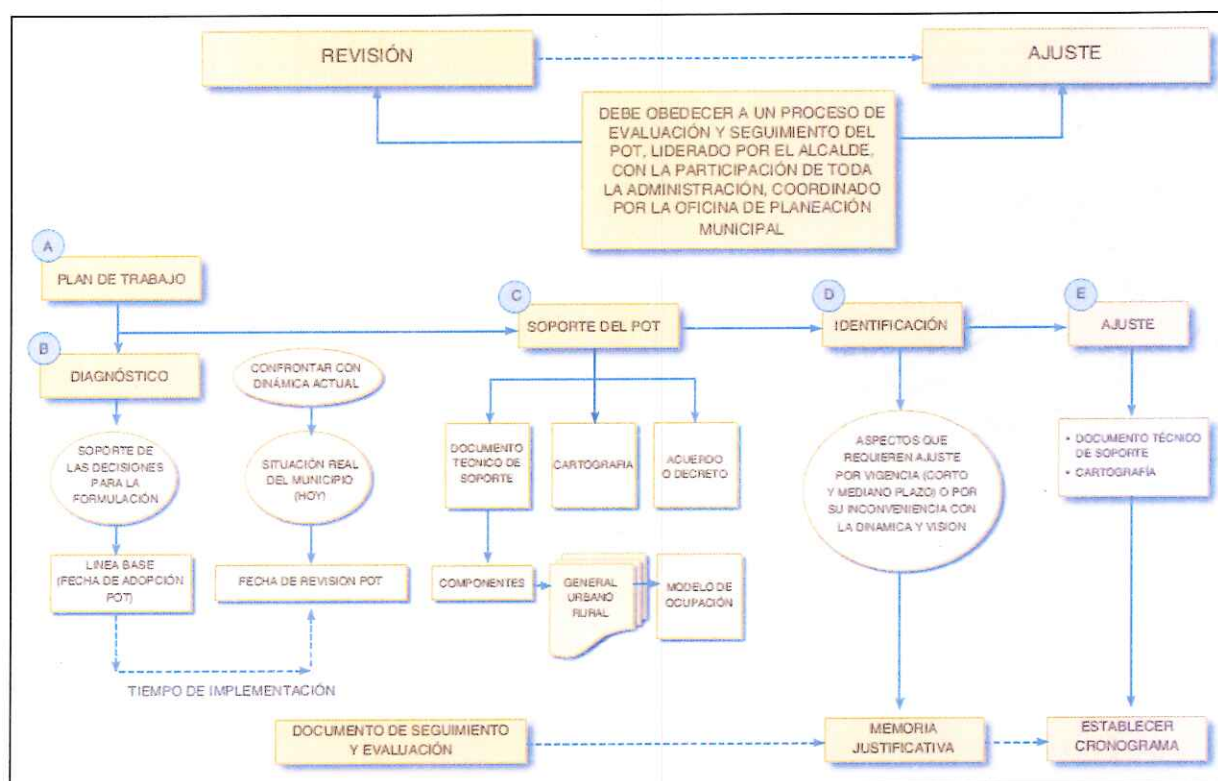 REVISIÓN
AJUSTE
DEBE OBEDECER A UN PROCESO DE
EVALUACIÓN Y SEGUIMIENTO DEL
POT, LIDERADO POR EL ALCALDE,
CON LA PARTICIPACIÓN DE TODA
LA ADMINISTRACIÓN, COORDINADO
POR LA OFICINA DE PLANEACIÓN
MUNICIPAL
A
PLAN DE TRABAJO
B
DIAGNÓSTICO
SOPORTE DE
LAS DECISIONES
PARA LA
FORMULACIÓN
LINEA BASE
(FECHA DE ADOPCIÓN
POT)
CONFRONTAR CON
DINÁMICA ACTUAL
SITUACIÓN REAL
DEL MUNICIPIO
(HOY)
FECHA DE REVISION POT
TIEMPO DE IMPLEMENTACIÓN
C
SOPORTE DEL POT
DOCUMENTO
TÉCNICO DE
SOPORTE
CARTOGRAFIA
ACUERDO
O DECRETO
COMPONENTES
GENERAL
URBANO
RURAL
MODELO DE
OCUPACIÓN
D
IDENTIFICACIÓN
ASPECTOS QUE
REQUIEREN AJUSTE
POR VIGENCIA (CORTO
Y MEDIANO PLAZO) O POR
SU INCONVENIENCIA CON
LA DINAMICA Y VISION
E
AJUSTE
• DOCUMENTO TÉCNICO
DE SOPORTE
• CARTOGRAFÍA
DOCUMENTO DE SEGUIMIENTO
Y EVALUACIÓN
MEMORIA
JUSTIFICATIVA
ESTABLECER
CRONOGRAMA